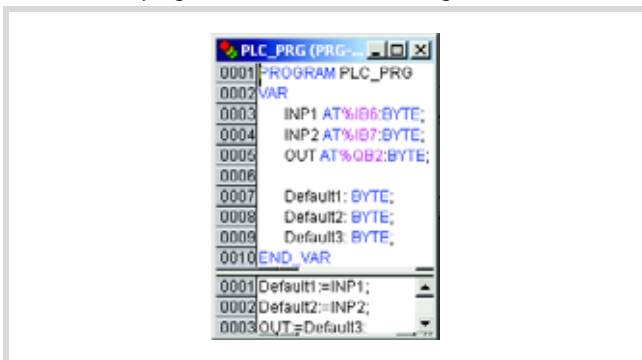 PLC_PRG (PRG-...
0001 PROGRAM PLC_PRG
0002 VAR
0003 INP1 AT%IB6:BYTE;
0004 INP2 AT%IB7:BYTE;
0005 OUT AT%QB2:BYTE;
0006
0007 Default1: BYTE;
0008 Default2: BYTE;
0009 Default3: BYTE;
0010 END_VAR
0001 Default1:=INP1;
0002 Default2:=INP2;
0003 OUT:=Default3;